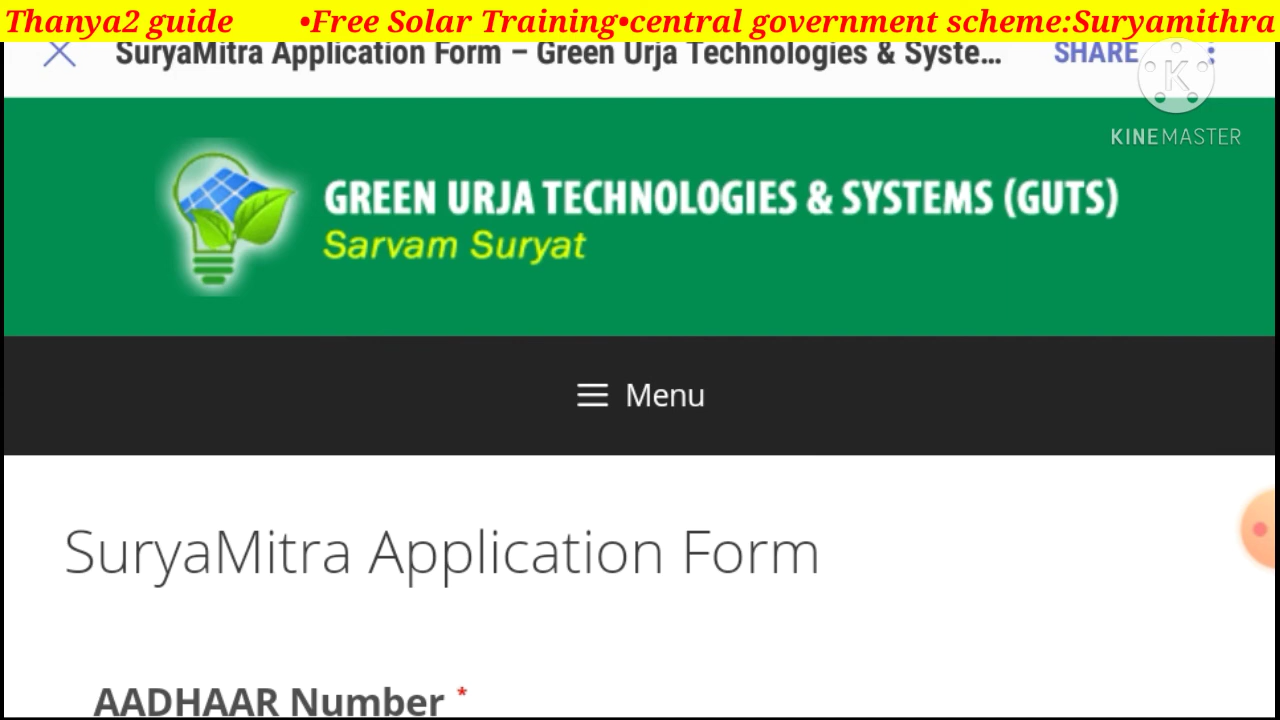 Thanya2 guide •Free Solar Training•central government scheme:Suryamithra
SuryaMitra Application Form – Green Urja Technologies & Syste... SHARE
KINEMASTER
GREEN URJA TECHNOLOGIES & SYSTEMS (GUTS)
Sarvam Suryat
Menu
SuryaMitra Application Form
AADHAAR Number *